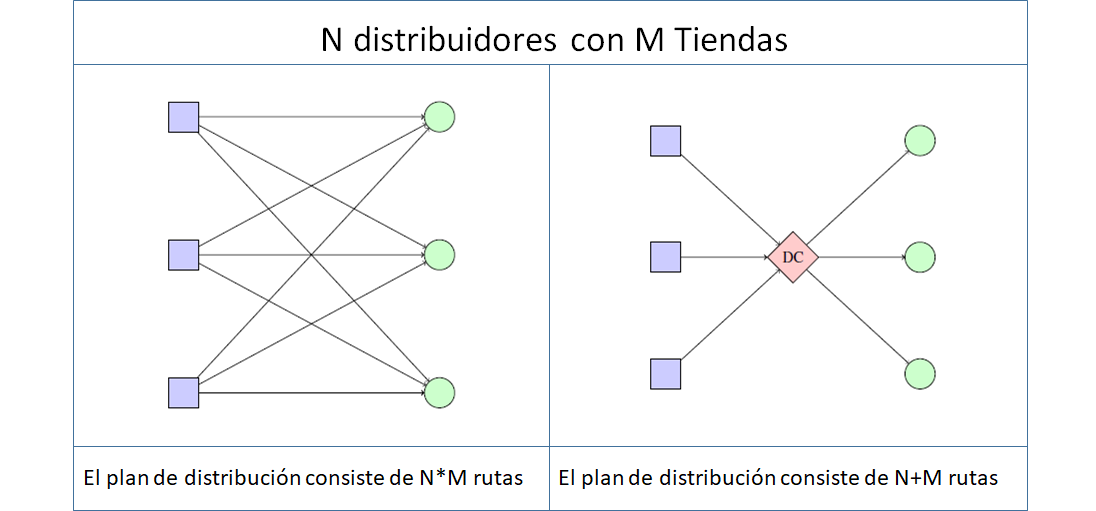 N distribuidores con M Tiendas
DC
El plan de distribución consiste de N*M rutas
El plan de distribución consiste de N+M rutas